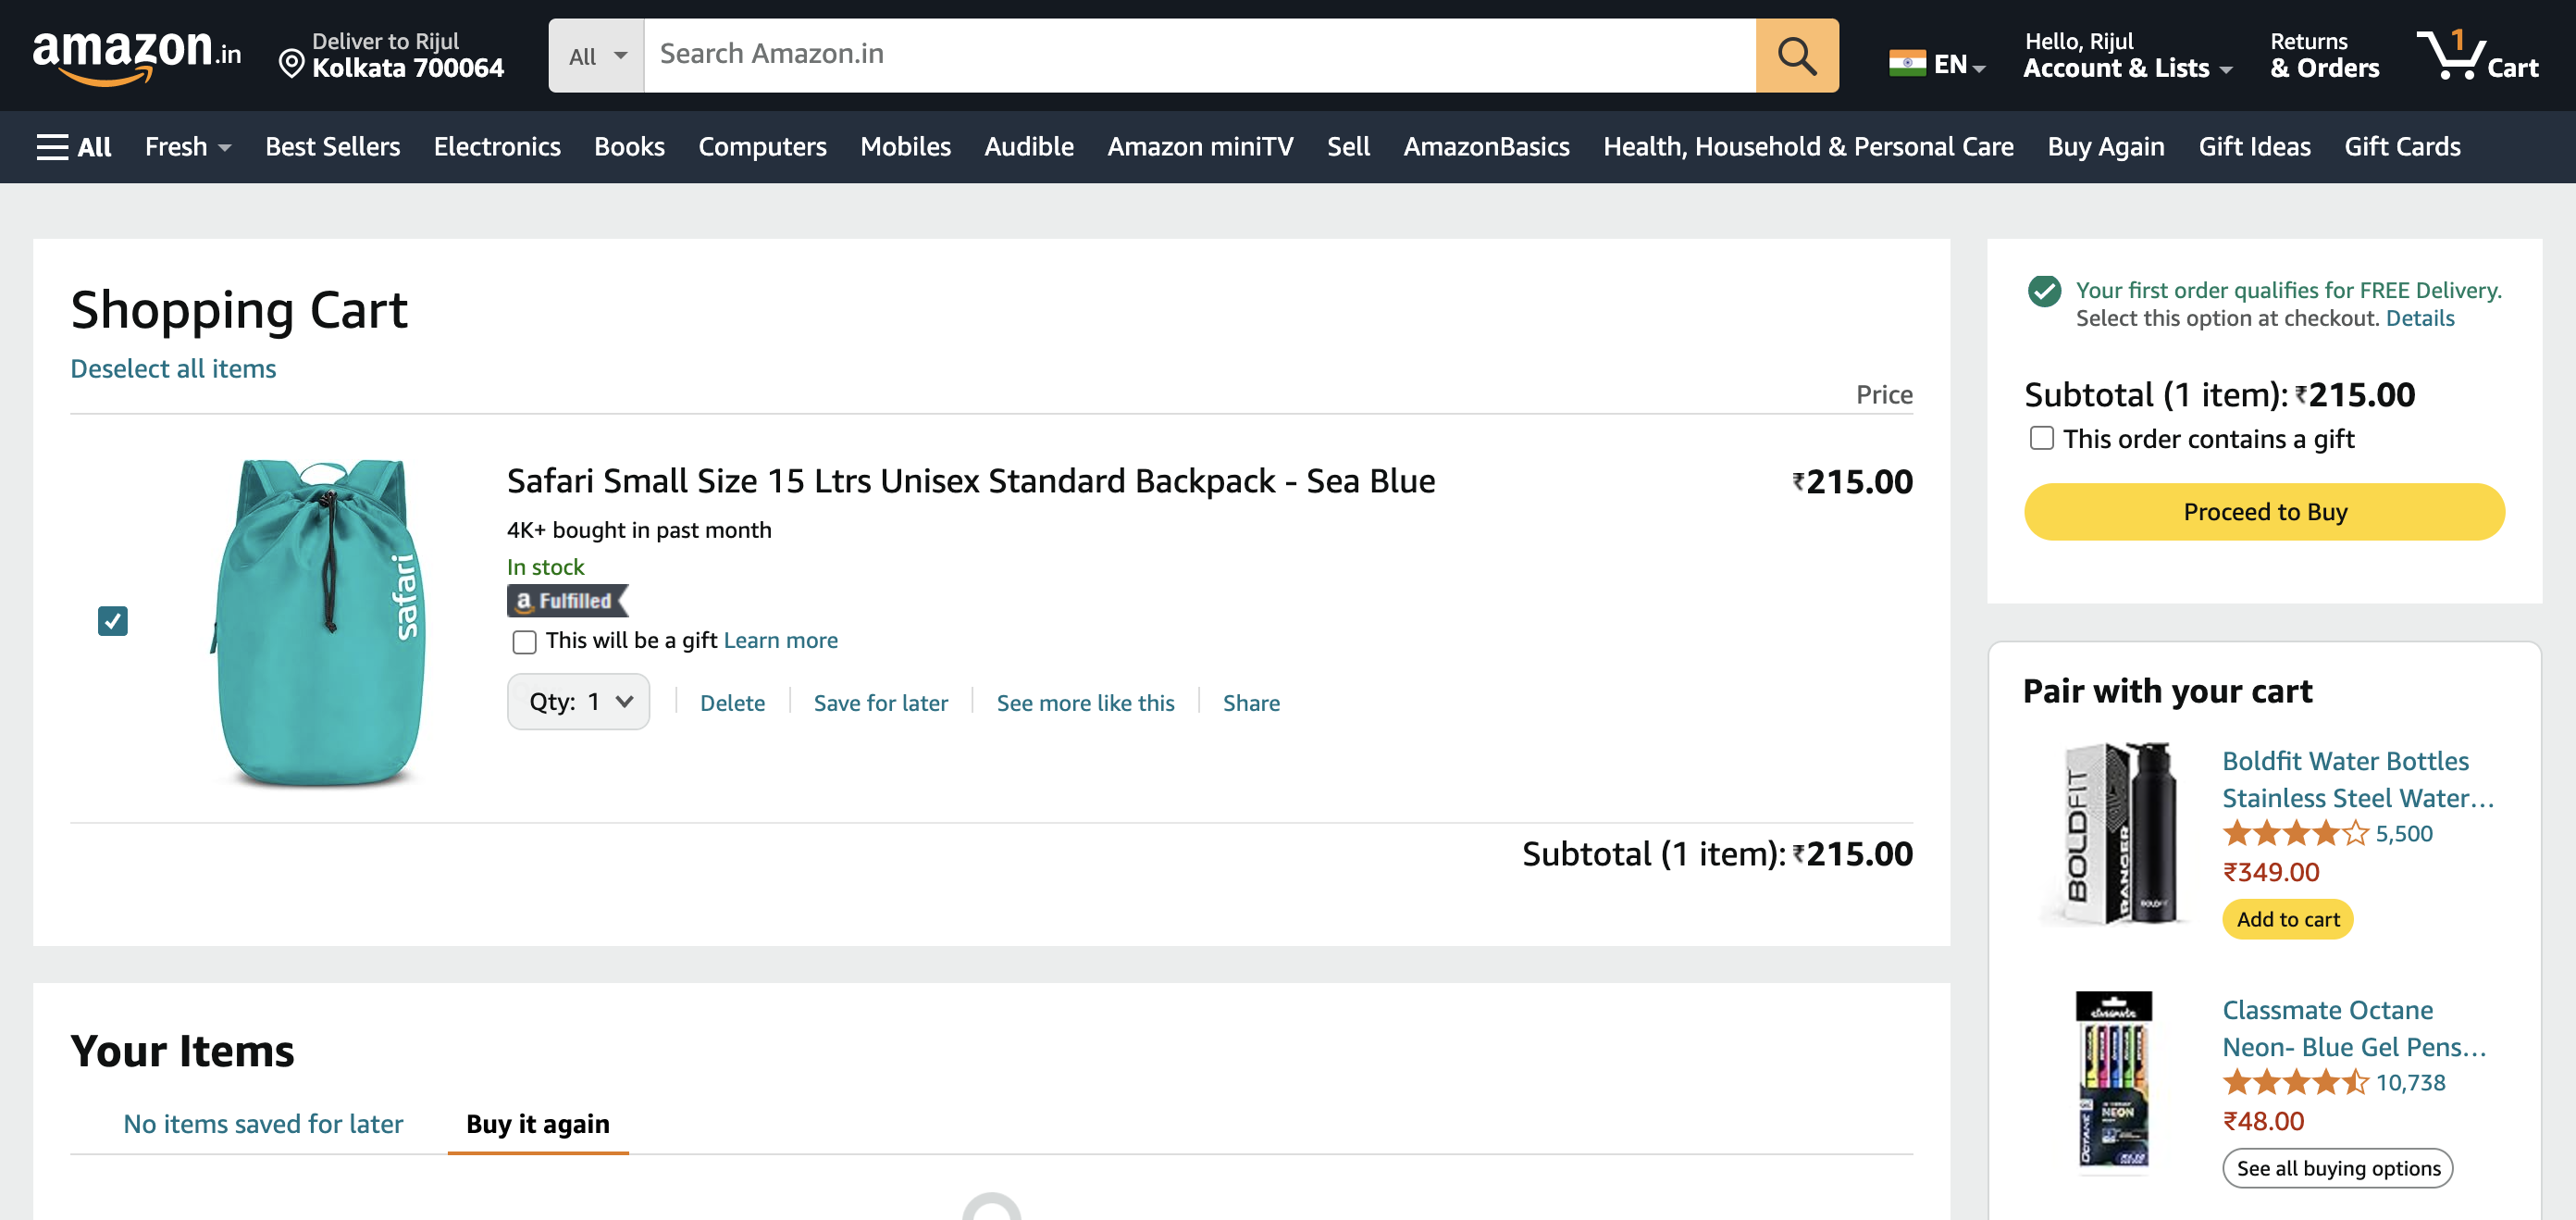 amazon.in
Deliver to Rijul
Kolkata 700064
All
Search Amazon.in
EN
Hello, Rijul
Account & Lists
Returns
& Orders
1
Cart
All
Fresh
Best Sellers
Electronics
Books
Computers
Mobiles
Audible
Amazon miniTV
Sell
AmazonBasics
Health, Household & Personal Care
Buy Again
Gift Ideas
Gift Cards
Shopping Cart
Deselect all items
Price
safari
Safari Small Size 15 Ltrs Unisex Standard Backpack - Sea Blue
₹215.00
4K+ bought in past month
In stock
a Fulfilled
This will be a gift Learn more
Qty: 1
Delete
Save for later
See more like this
Share
Subtotal (1 item): ₹215.00
Your Items
No items saved for later
Buy it again
Your first order qualifies for FREE Delivery.
Select this option at checkout. Details
Subtotal (1 item): ₹215.00
This order contains a gift
Proceed to Buy
Pair with your cart
BOLDFIT
RANGER
BOLDFIT
Boldfit Water Bottles
Stainless Steel Water…
5,500
₹349.00
Add to cart
classmate
OCTANE
NEON
Classmate Octane
Neon- Blue Gel Pens…
10,738
₹48.00
See all buying options